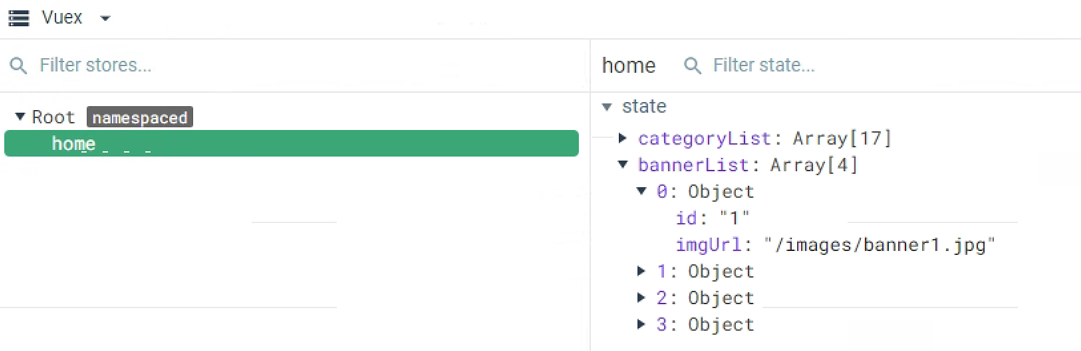 Vuex
Filter stores...
home
Filter state...
Root namespaced
home
state
categoryList: Array[17]
bannerList: Array[4]
0: Object
id: "1"
imgUrl: "/images/banner1.jpg"
1: Object
2: Object
3: Object